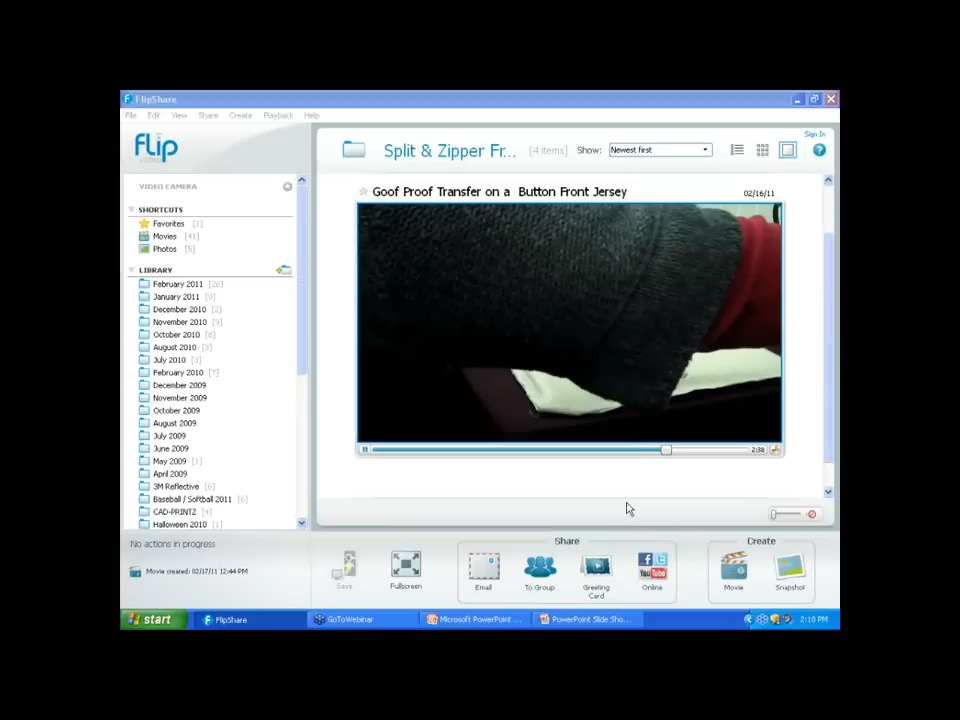 FlipShare
File Edit View Share Create Playback Help
flip
video
Split & Zipper Fr... [4 items] Show: Newest first
Sign In
VIDEO CAMERA
Goof Proof Transfer on a Button Front Jersey 02/16/11
SHORTCUTS
Favorites [1]
Movies [41]
Photos [5]
LIBRARY
February 2011 [26]
January 2011 [9]
December 2010 [2]
November 2010 [9]
October 2010 [8]
August 2010 [3]
July 2010 [3]
February 2010 [7]
December 2009
November 2009
October 2009
August 2009
July 2009
June 2009
May 2009 [1]
April 2009
3M Reflective [6]
Baseball / Softball 2011 [6]
CAD-PRINTZ [4]
Halloween 2010 [1]
2:38
No actions in progress
Movie created: 02/17/11 12:44 PM
Save
Fullscreen
Share
Email
To Group
Greeting Card
Online
Create
Movie
Snapshot
start
FlipShare
GoToWebinar
Microsoft PowerPoint ...
PowerPoint Slide Sho...
2:10 PM